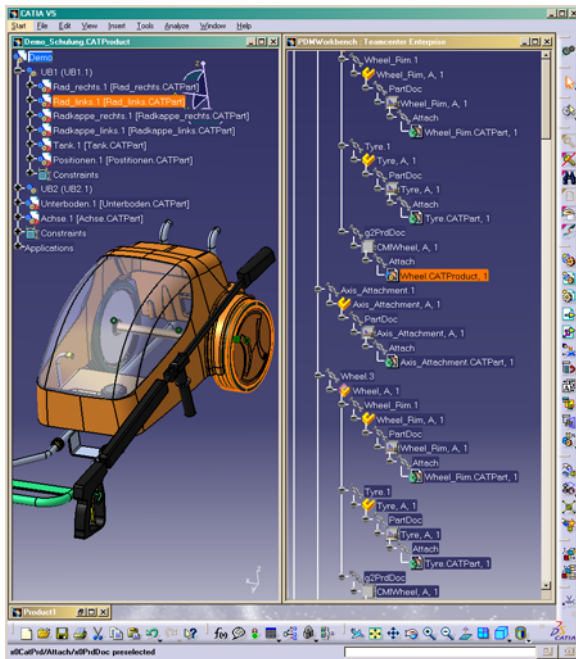 CATIA V5
Start File Edit View Insert Tools Analyze Window Help
Demo_Schulung.CATProduct
Demo
UB1 (UB1.1)
Rad_rechts.1 [Rad_rechts.CATPart]
Rad_links.1 [Rad_links.CATPart]
Radkappe_rechts.1 [Radkappe_rechts.CATPart]
Radkappe_links.1 [Radkappe_links.CATPart]
Tank.1 [Tank.CATPart]
Positionen.1 [Postitionen.CATPart]
Constraints
UB2 (UB2.1)
Unterboden.1 [Unterboden.CATPart]
Achse.1 [Achse.CATPart]
Constraints
Applications
z
PDMWorkbench : Teamcenter Enterprise
Wheel_Rim.1
Wheel_Rim, A, 1
PartDoc
Wheel_Rim, A, 1
Attach
Wheel_Rim.CATPart, 1
Tyre.1
Tyre, A, 1
PartDoc
Tyre, A, 1
Attach
Tyre.CATPart, 1
g2PrdDoc
CMIWheel, A, 1
Attach
Wheel.CATProduct, 1
Axis_Attachment.1
Axis_Attachment, A, 1
PartDoc
Axis_Attachment, A, 1
Attach
Axis_Attachment.CATPart, 1
Wheel.3
Wheel, A, 1
Wheel_Rim.1
Wheel_Rim, A, 1
PartDoc
Wheel_Rim, A, 1
Attach
Wheel_Rim.CATPart, 1
Tyre.1
Tyre, A, 1
PartDoc
Tyre, A, 1
Attach
Tyre.CATPart, 1
g2PrdDoc
CMIWheel, A, 1
Product1
CATIA
x0CatPrd/Attach/x0PrdDoc preselected